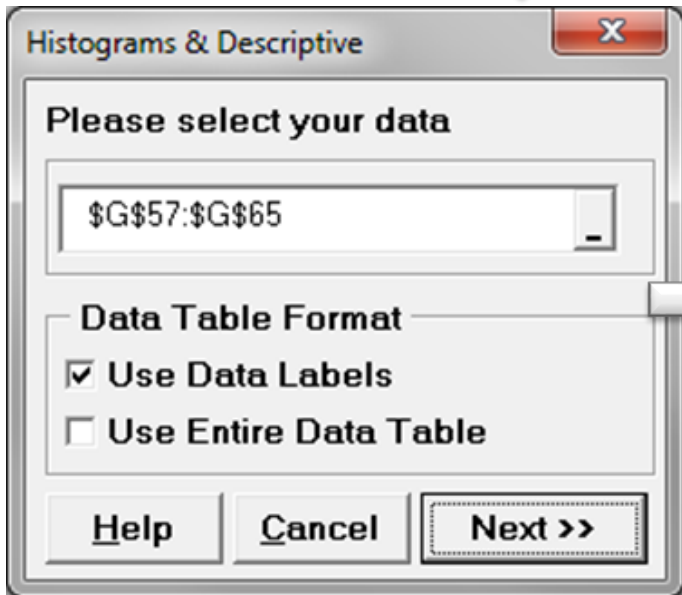 Histograms & Descriptive
x
Please select your data
$G$57:$G$65
Data Table Format
Use Data Labels
Use Entire Data Table
Help Cancel Next >>